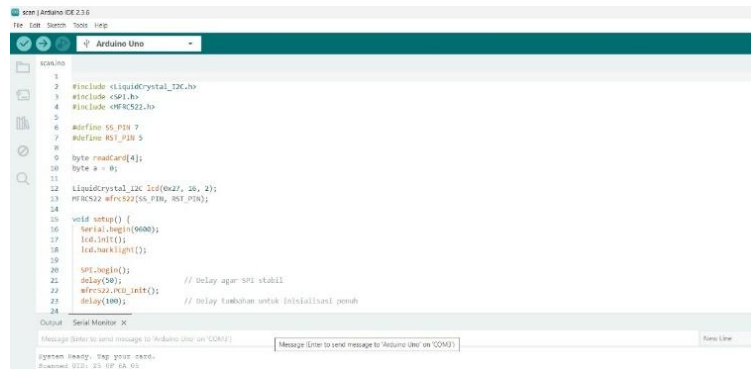 scan | Arduino IDE 2.3.6
File Edit Sketch Tools Help
Arduino Uno
scan.ino
1
2 #include <LiquidCrystal_I2C.h>
3 #include <SPI.h>
4 #include <MFRC522.h>
5
6 #define SS_PIN 7
7 #define RST_PIN 5
8
9 byte readCard[4];
10 byte a = 0;
11
12 LiquidCrystal_I2C lcd(0x27, 16, 2);
13 MFRC522 mfrc522(SS_PIN, RST_PIN);
14
15 void setup() {
16 Serial.begin(9600);
17 lcd.init();
18 lcd.backlight();
19
20 SPI.begin();
21 delay(50); // Delay agar SPI stabil
22 mfrc522.PCD_Init();
23 delay(100); // Delay tambahan untuk inisialisasi penuh
24
Output Serial Monitor
Message (Enter to send message to 'Arduino Uno' on 'COM3')
New Line
Message (Enter to send message to 'Arduino Uno' on 'COM3')
System Ready. Tap your card.
Scanned UID: